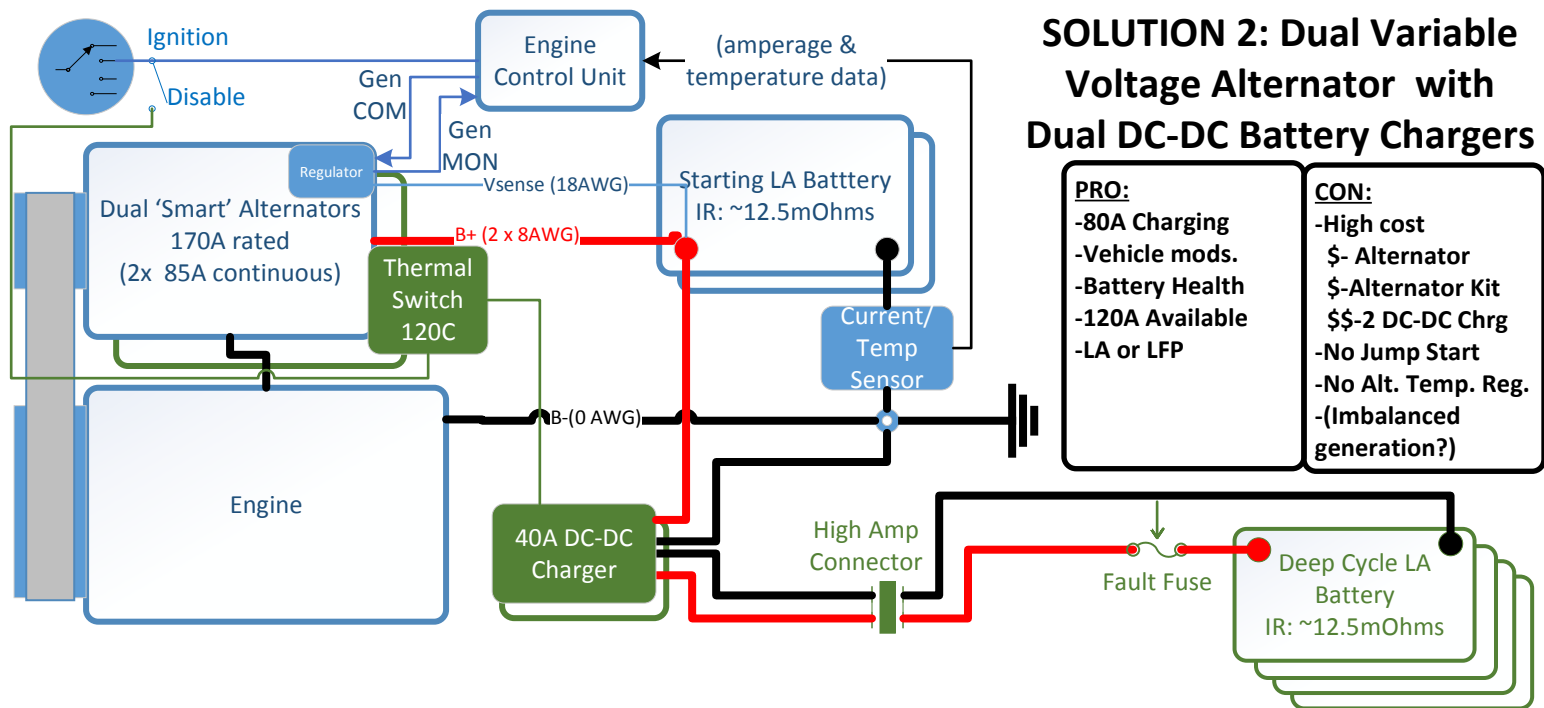 SOLUTION 2: Dual Variable
Voltage Alternator with
Dual DC-DC Battery Chargers
Ignition
Disable
Gen
COM
Gen
MON
Engine
Control Unit
(amperage &
temperature data)
Regulator
Vsense (18AWG)
Dual ‘Smart’ Alternators
170A rated
(2x 85A continuous)
B+ (2 x 8AWG)
Starting LA Batttery
IR: ~12.5mOhms
Thermal
Switch
120C
Current/
Temp
Sensor
B-(0 AWG)
Engine
40A DC-DC
Charger
High Amp
Connector
Fault Fuse
Deep Cycle LA
Battery
IR: ~12.5mOhms
PRO:
-80A Charging
-Vehicle mods.
-Battery Health
-120A Available
-LA or LFP
CON:
-High cost
$- Alternator
$-Alternator Kit
$$-2 DC-DC Chrg
-No Jump Start
-No Alt. Temp. Reg.
-(Imbalanced
generation?)